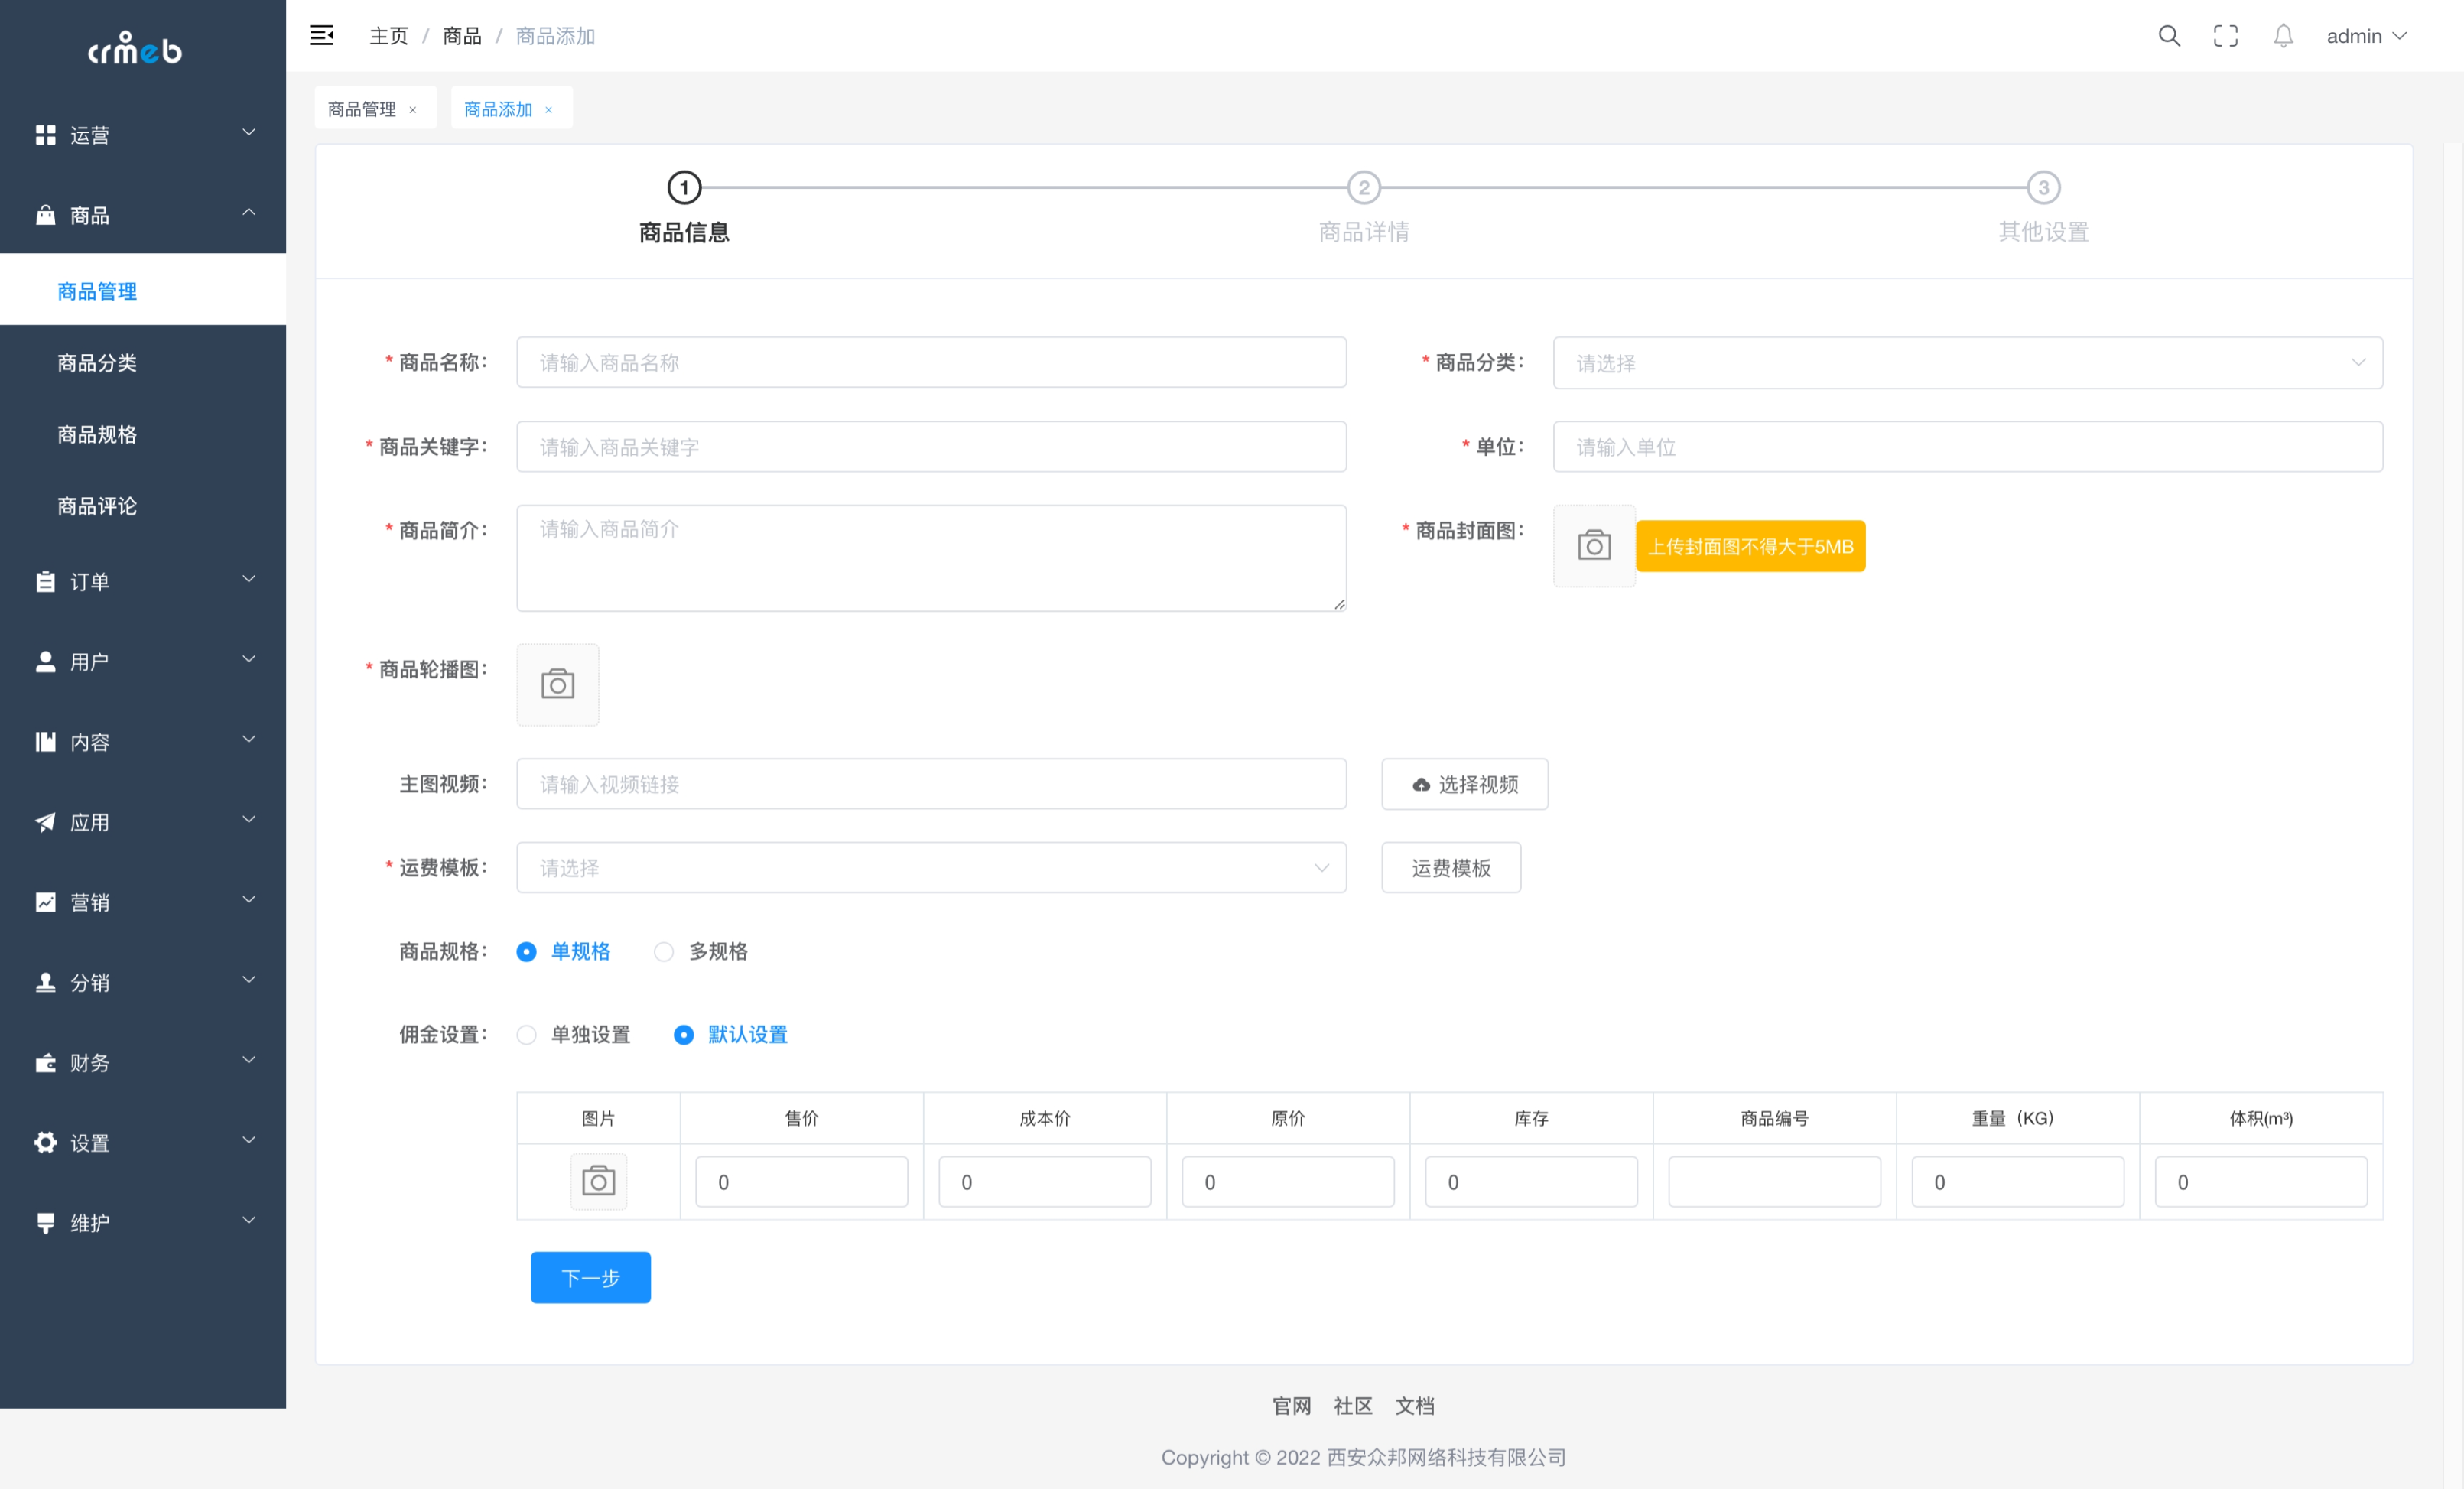 crmeb
主页 / 商品 / 商品添加
admin
商品管理 × 商品添加 ×
运营
商品
商品管理
商品分类
商品规格
商品评论
订单
用户
内容
应用
营销
分销
财务
设置
维护
1 2 3
商品信息 商品详情 其他设置
* 商品名称: 请输入商品名称 * 商品分类: 请选择
* 商品关键字: 请输入商品关键字 * 单位: 请输入单位
* 商品简介: 请输入商品简介 * 商品封面图: 上传封面图不得大于5MB
* 商品轮播图:
主图视频: 请输入视频链接 选择视频
* 运费模板: 请选择 运费模板
商品规格: 单规格 多规格
佣金设置: 单独设置 默认设置
图片 售价 成本价 原价 库存 商品编号 重量（KG） 体积(m³)
0 0 0 0 0 0
下一步
官网 社区 文档
Copyright © 2022 西安众邦网络科技有限公司